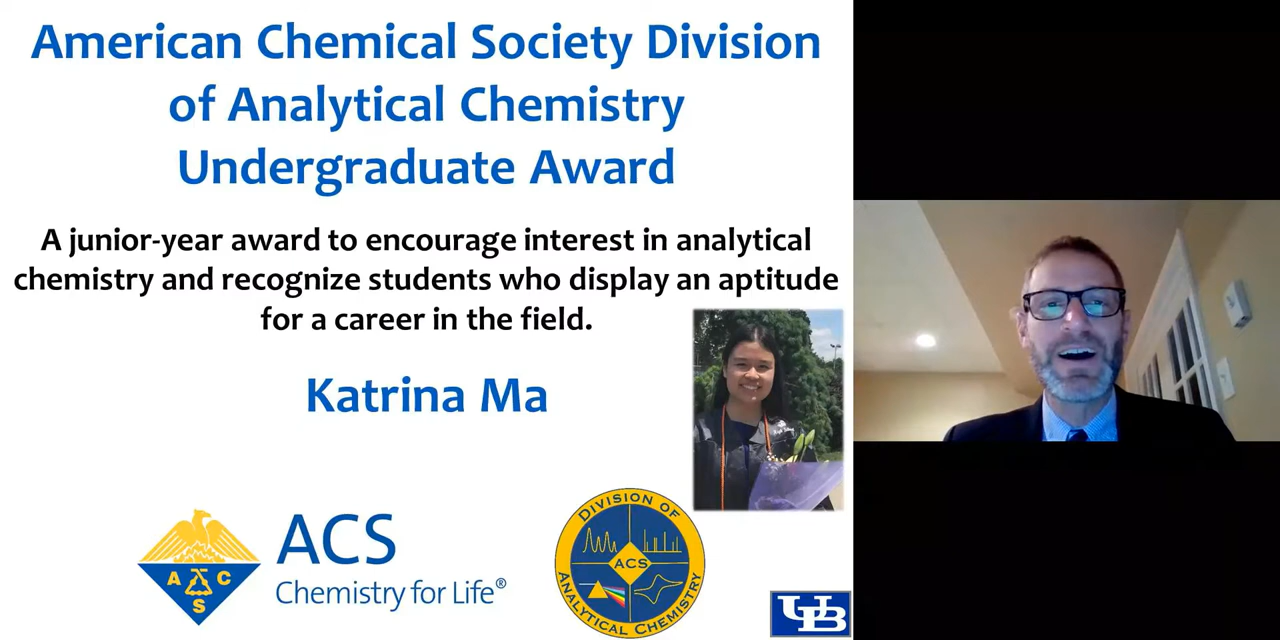 American Chemical Society Division
of Analytical Chemistry
Undergraduate Award
A junior-year award to encourage interest in analytical
chemistry and recognize students who display an aptitude
for a career in the field.
Katrina Ma
A C S
ACS
Chemistry for Life®
DIVISION OF
ACS
ANALYTICAL CHEMISTRY
UB